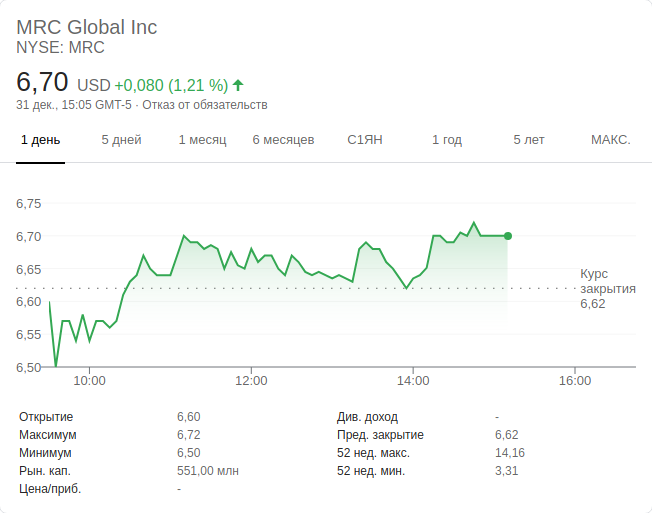 MRC Global Inc
NYSE: MRC
6,70 USD +0,080 (1,21 %)
31 дек., 15:05 GMT-5 · Отказ от обязательств
1 день 5 дней 1 месяц 6 месяцев С1ЯН 1 год 5 лет МАКС.
6,75
6,70
6,65
6,60
6,50
6,50
Курс
закрытия
6,62
10:00 12:00 14:00 16:00
Открытие 6,60 Див. доход -
Максимум 6,72 Пред. закрытие 6,62
Минимум 6,50 52 нед. макс. 14,16
Рын. кап. 551,00 млн 52 нед. мин. 3,31
Цена/приб. -